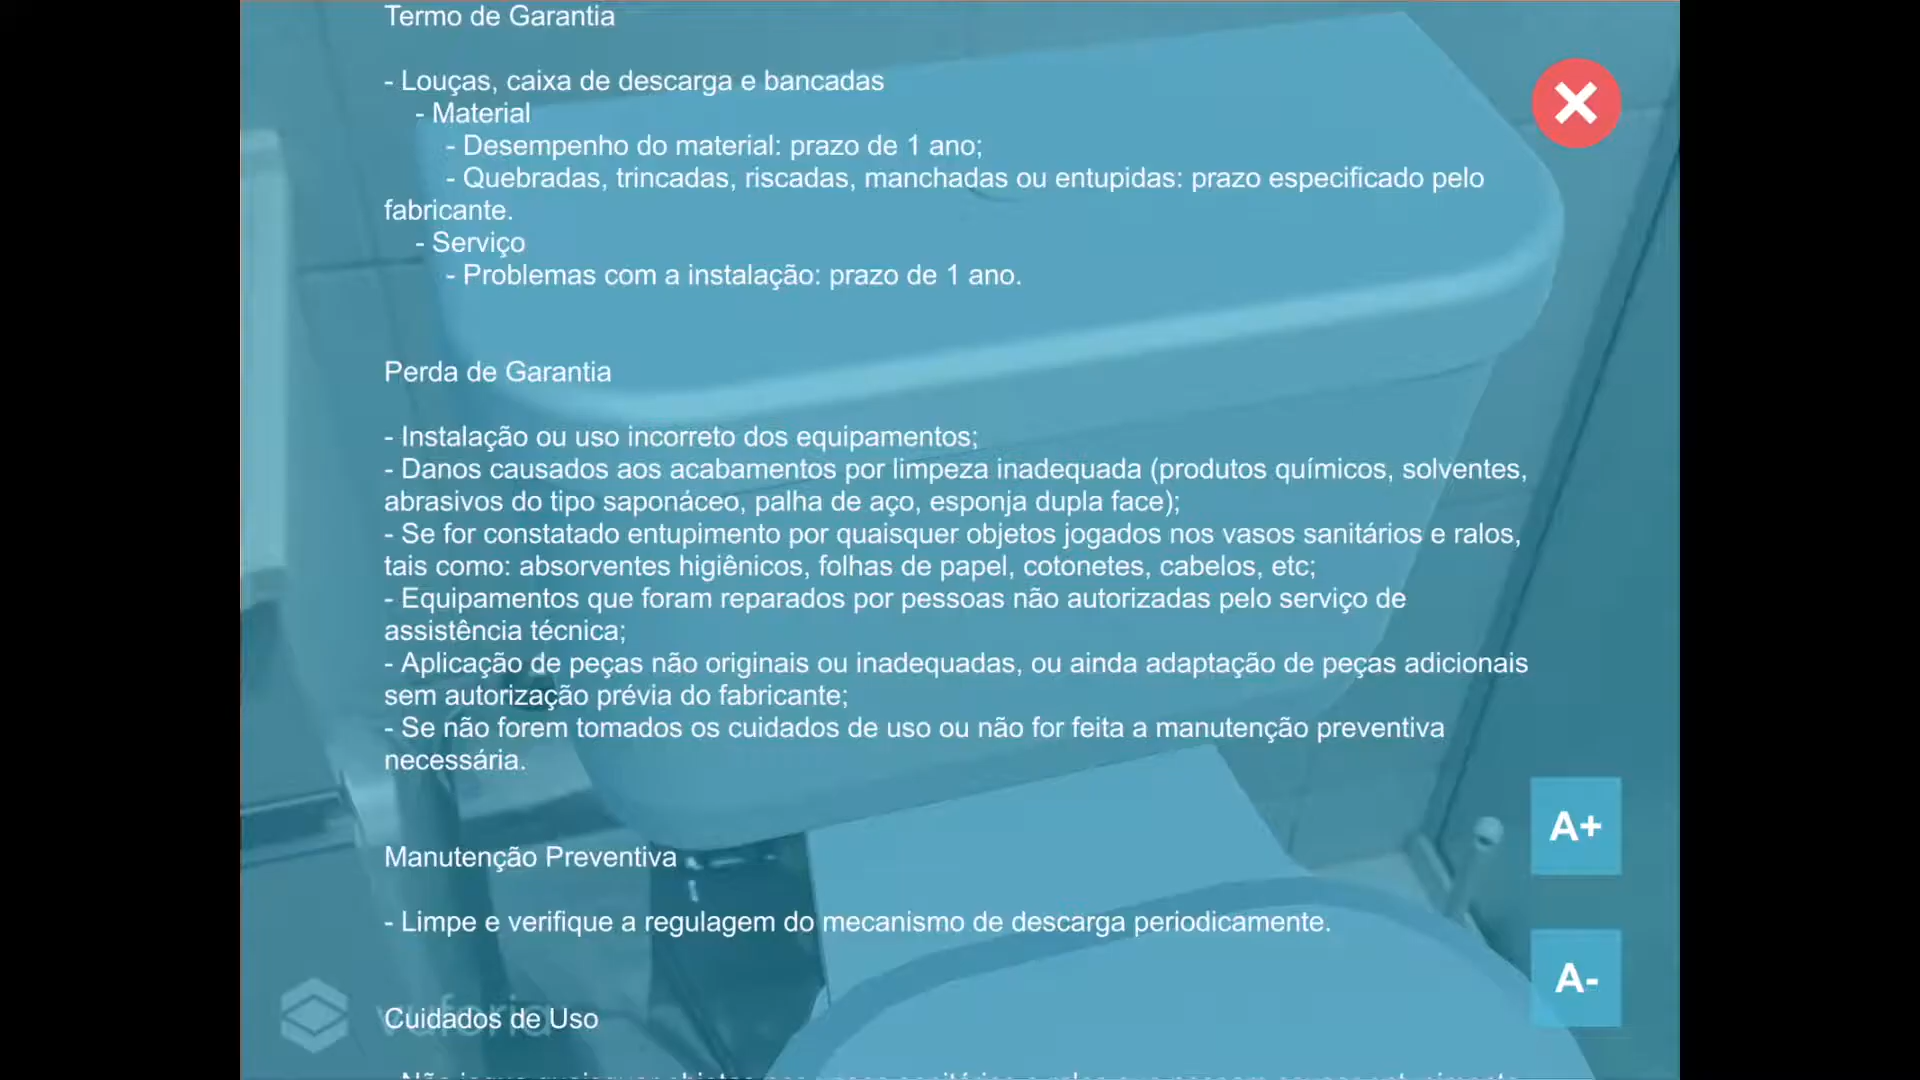 Termo de Garantia
- Louças, caixa de descarga e bancadas
- Material
- Desempenho do material: prazo de 1 ano;
- Quebradas, trincadas, riscadas, manchadas ou entupidas: prazo especificado pelo
fabricante.
- Serviço
- Problemas com a instalação: prazo de 1 ano.
Perda de Garantia
- Instalação ou uso incorreto dos equipamentos;
- Danos causados aos acabamentos por limpeza inadequada (produtos químicos, solventes,
abrasivos do tipo saponáceo, palha de aço, esponja dupla face);
- Se for constatado entupimento por quaisquer objetos jogados nos vasos sanitários e ralos,
tais como: absorventes higiênicos, folhas de papel, cotonetes, cabelos, etc;
- Equipamentos que foram reparados por pessoas não autorizadas pelo serviço de
assistência técnica;
- Aplicação de peças não originais ou inadequadas, ou ainda adaptação de peças adicionais
sem autorização prévia do fabricante;
- Se não forem tomados os cuidados de uso ou não for feita a manutenção preventiva
necessária.
A+
Manutenção Preventiva
- Limpe e verifique a regulagem do mecanismo de descarga periodicamente.
A-
vuforia
Cuidados de Uso